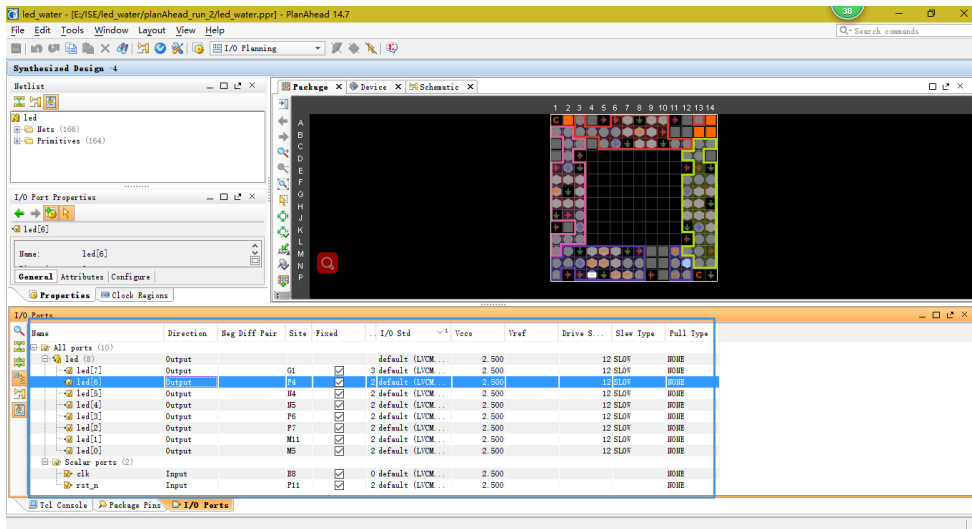 led_water - [E:/ISE/led_water/planAhead_run_2/led_water.ppr] - PlanAhead 14.7
38
File Edit Tools Window Layout View Help
Search commands
I/O Planning
Synthesized Design -4
Netlist
Package Device Schematic
led
Nets (166)
Primitives (164)
1 2 3 4 5 6 7 8 9 10 11 12 13 14
A
B
C
D
E
F
G
H
J
K
L
M
N
P
C
C
I/O Port Properties
led[6]
Name: led[6]
General Attributes Configure
Properties Clock Regions
I/O Ports
Name Direction Neg Diff Pair Site Fixed .. I/O Std 1 Vcco Vref Drive S... Slew Type Pull Type
All ports (10)
led (8) Output default (LVCM... 2.500 12 SLOW NONE
led[7] Output G1 3 default (LVCM... 2.500 12 SLOW NONE
led[6] Output P4 2 default (LVCM... 2.500 12 SLOW NONE
led[5] Output N4 2 default (LVCM... 2.500 12 SLOW NONE
led[4] Output N5 2 default (LVCM... 2.500 12 SLOW NONE
led[3] Output P6 2 default (LVCM... 2.500 12 SLOW NONE
led[2] Output P7 2 default (LVCM... 2.500 12 SLOW NONE
led[1] Output M11 2 default (LVCM... 2.500 12 SLOW NONE
led[0] Output M5 2 default (LVCM... 2.500 12 SLOW NONE
Scalar ports (2)
clk Input B8 0 default (LVCM... 2.500 NONE
rst_n Input P11 2 default (LVCM... 2.500 NONE
Tcl Console Package Pins I/O Ports